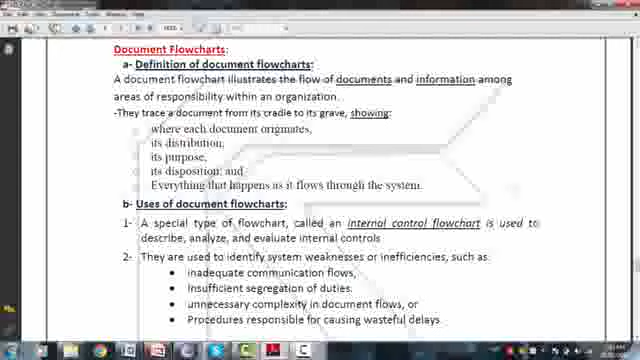 Document Flowcharts:
a- Definition of document flowcharts:
A document flowchart illustrates the flow of documents and information among
areas of responsibility within an organization.
-They trace a document from its cradle to its grave, showing:
where each document originates,
its distribution,
its purpose,
its disposition; and
Everything that happens as it flows through the system.
b- Uses of document flowcharts:
1- A special type of flowchart, called an internal control flowchart is used to
describe, analyze, and evaluate internal controls
2- They are used to identify system weaknesses or inefficiencies, such as:
• inadequate communication flows,
• Insufficient segregation of duties.
• unnecessary complexity in document flows, or
• Procedures responsible for causing wasteful delays